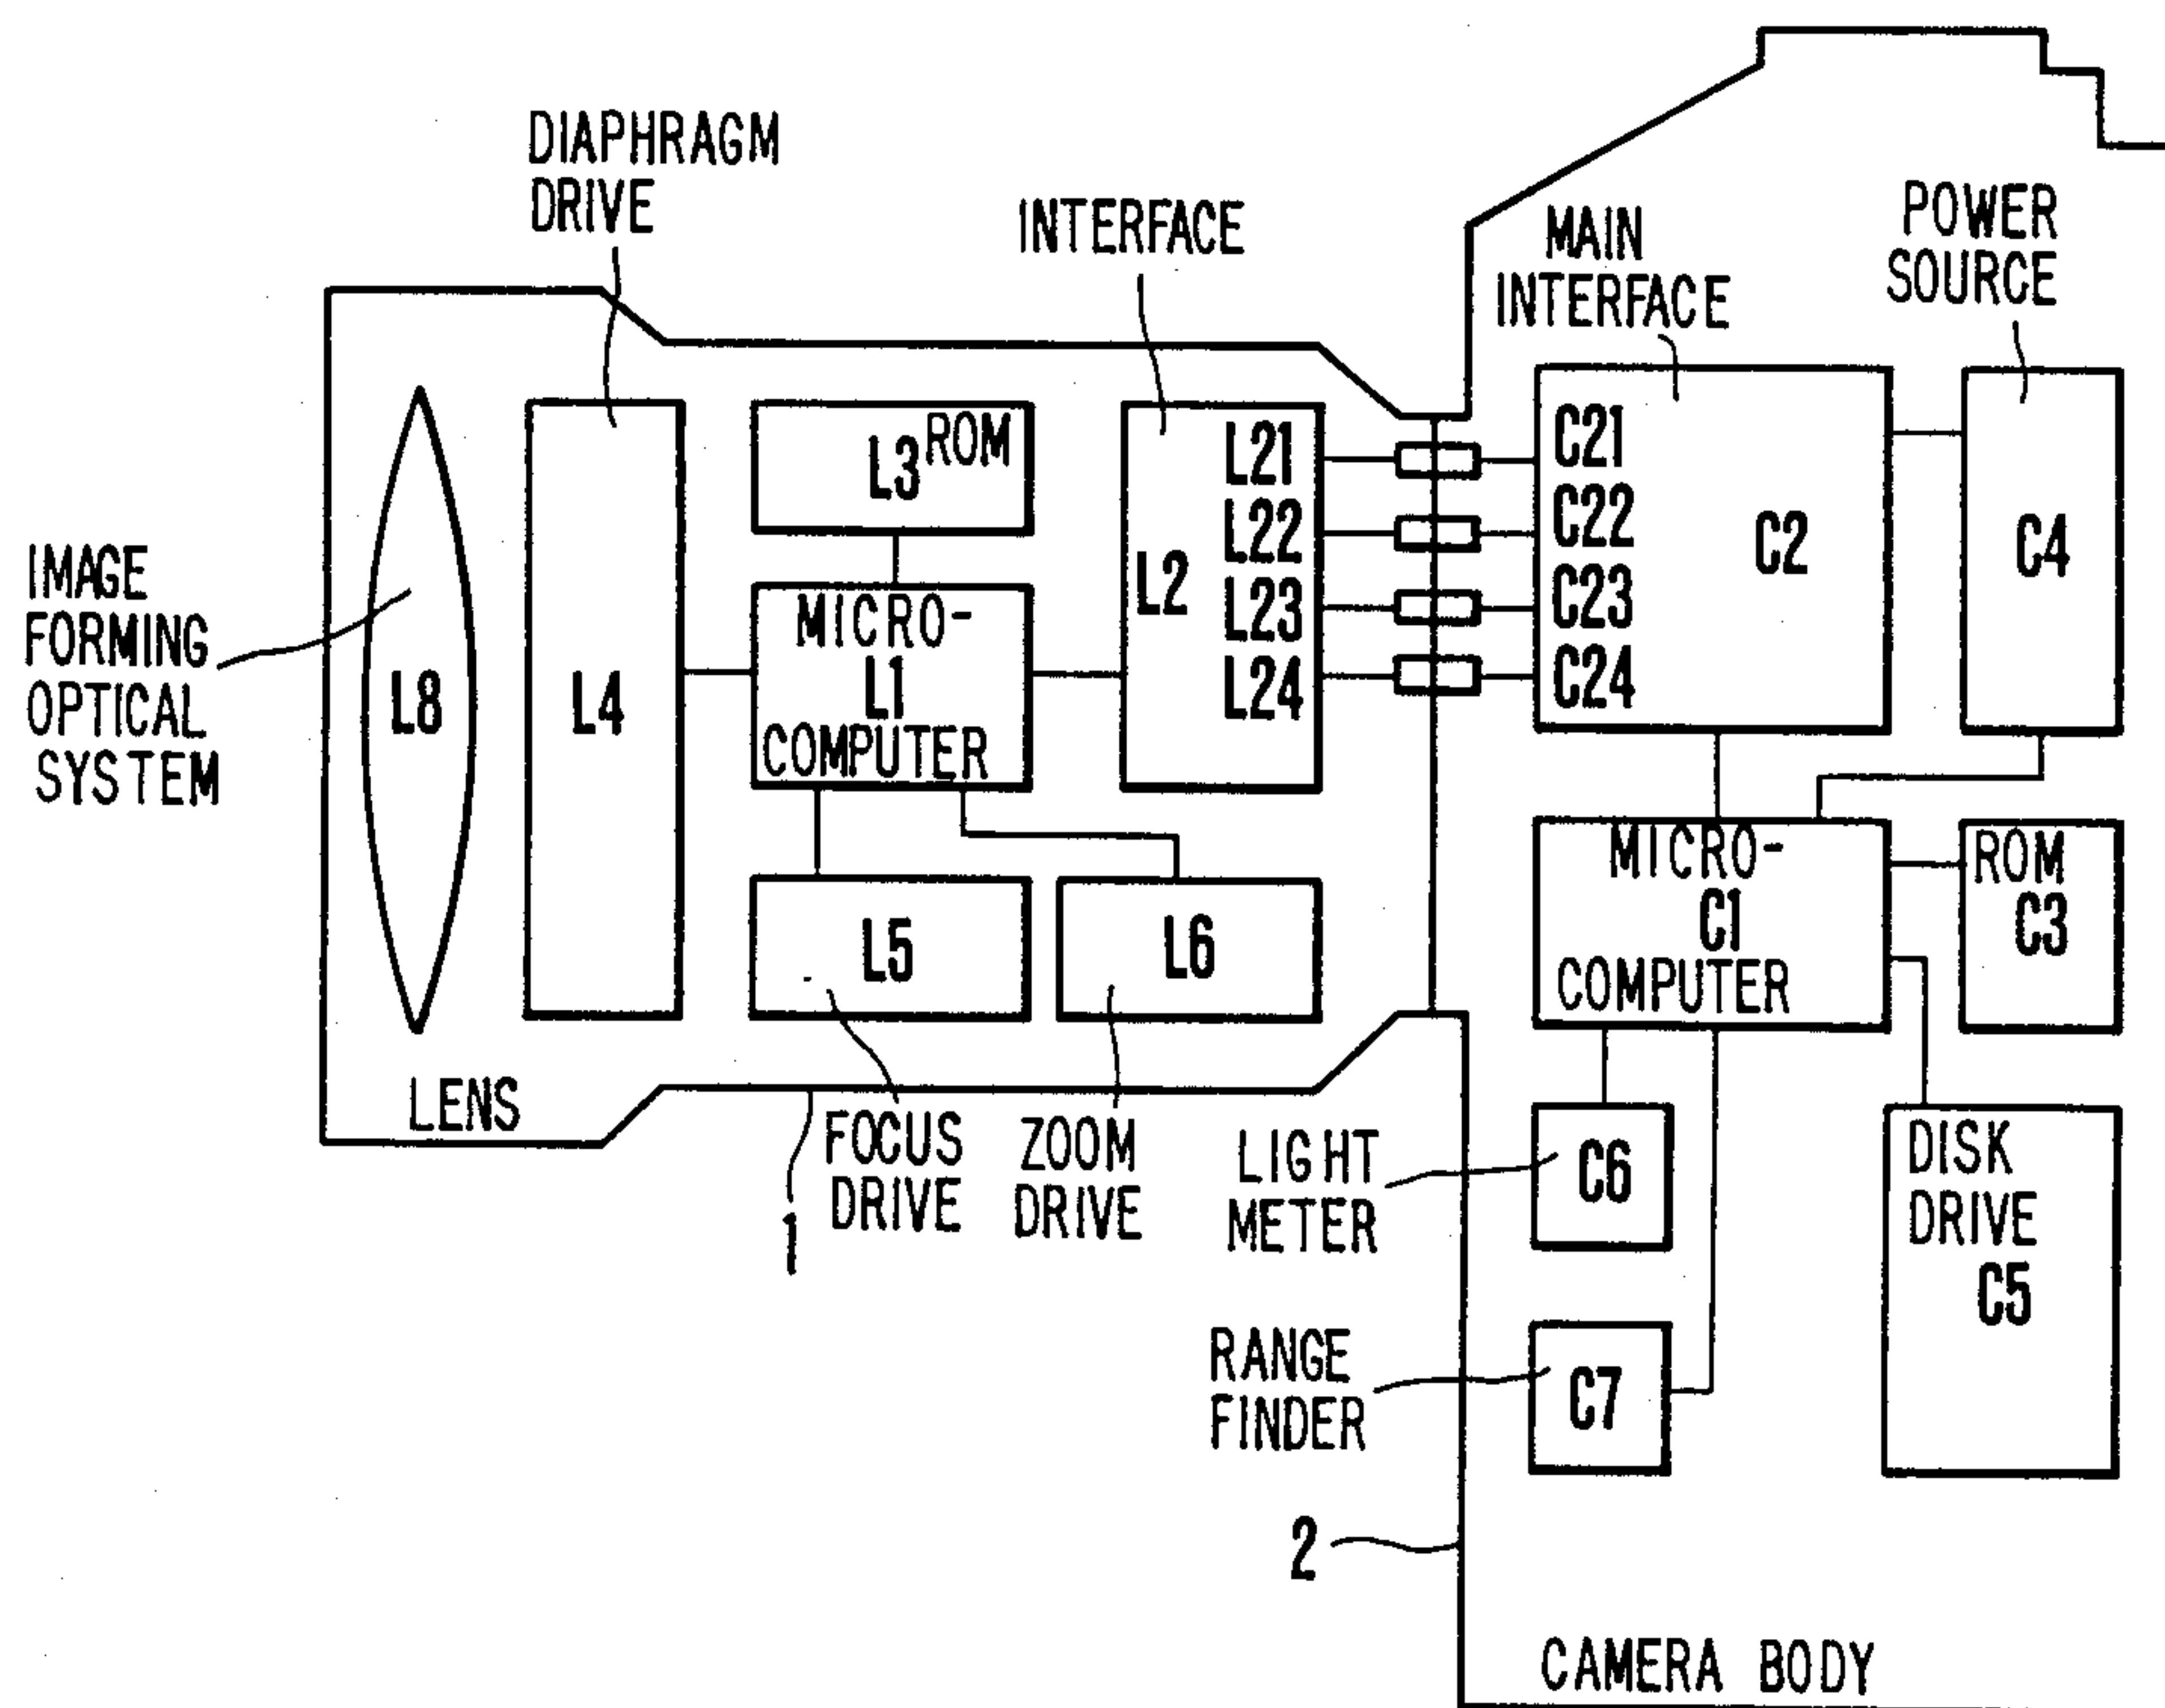 DIAPHRAGM
DRIVE
INTERFACE
MAIN
INTERFACE
POWER
SOURCE
IMAGE
FORMING
OPTICAL
SYSTEM
L8
L4
L3 ROM
MICRO-
L1
COMPUTER
L2
L21
L22
L23
L24
C21
C22
C23
C24
C2
C4
L5
L6
MICRO-
C1
COMPUTER
ROM
C3
LENS
1
FOCUS
DRIVE
ZOOM
DRIVE
LIGHT
METER
C6
DISK
DRIVE
C5
RANGE
FINDER
C7
2
CAMERA BODY